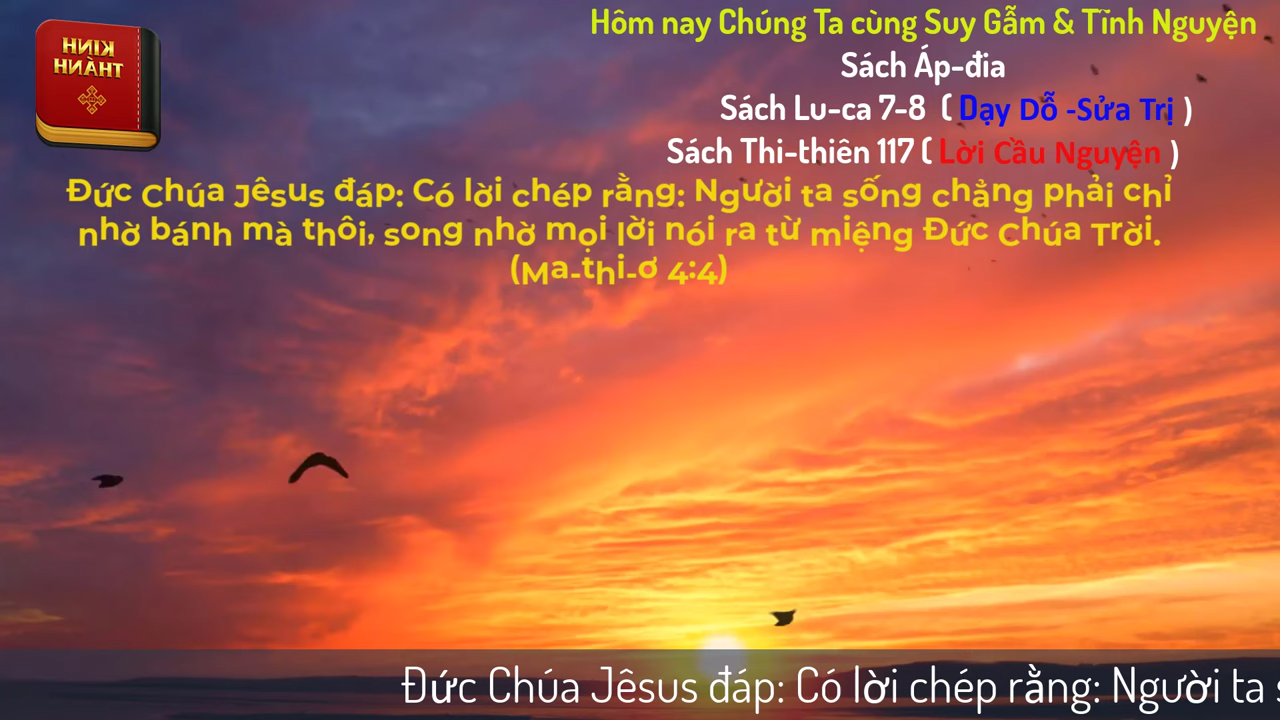 KINH
THÀNH
Hôm nay Chúng Ta cùng Suy Gẫm & Tĩnh Nguyện
Sách Áp-đia
Sách Lu-ca 7-8 ( Dạy Dỗ -Sửa Trị )
Sách Thi-thiên 117 ( Lời Cầu Nguyện )
Đức Chúa Jêsus đáp: Có lời chép rằng: Người ta sống chẳng phải chỉ
nhờ bánh mà thôi, song nhờ mọi lời nói ra từ miệng Đức Chúa Trời.
(Ma-thi-ơ 4:4)
Đức Chúa Jêsus đáp: Có lời chép rằng: Người ta